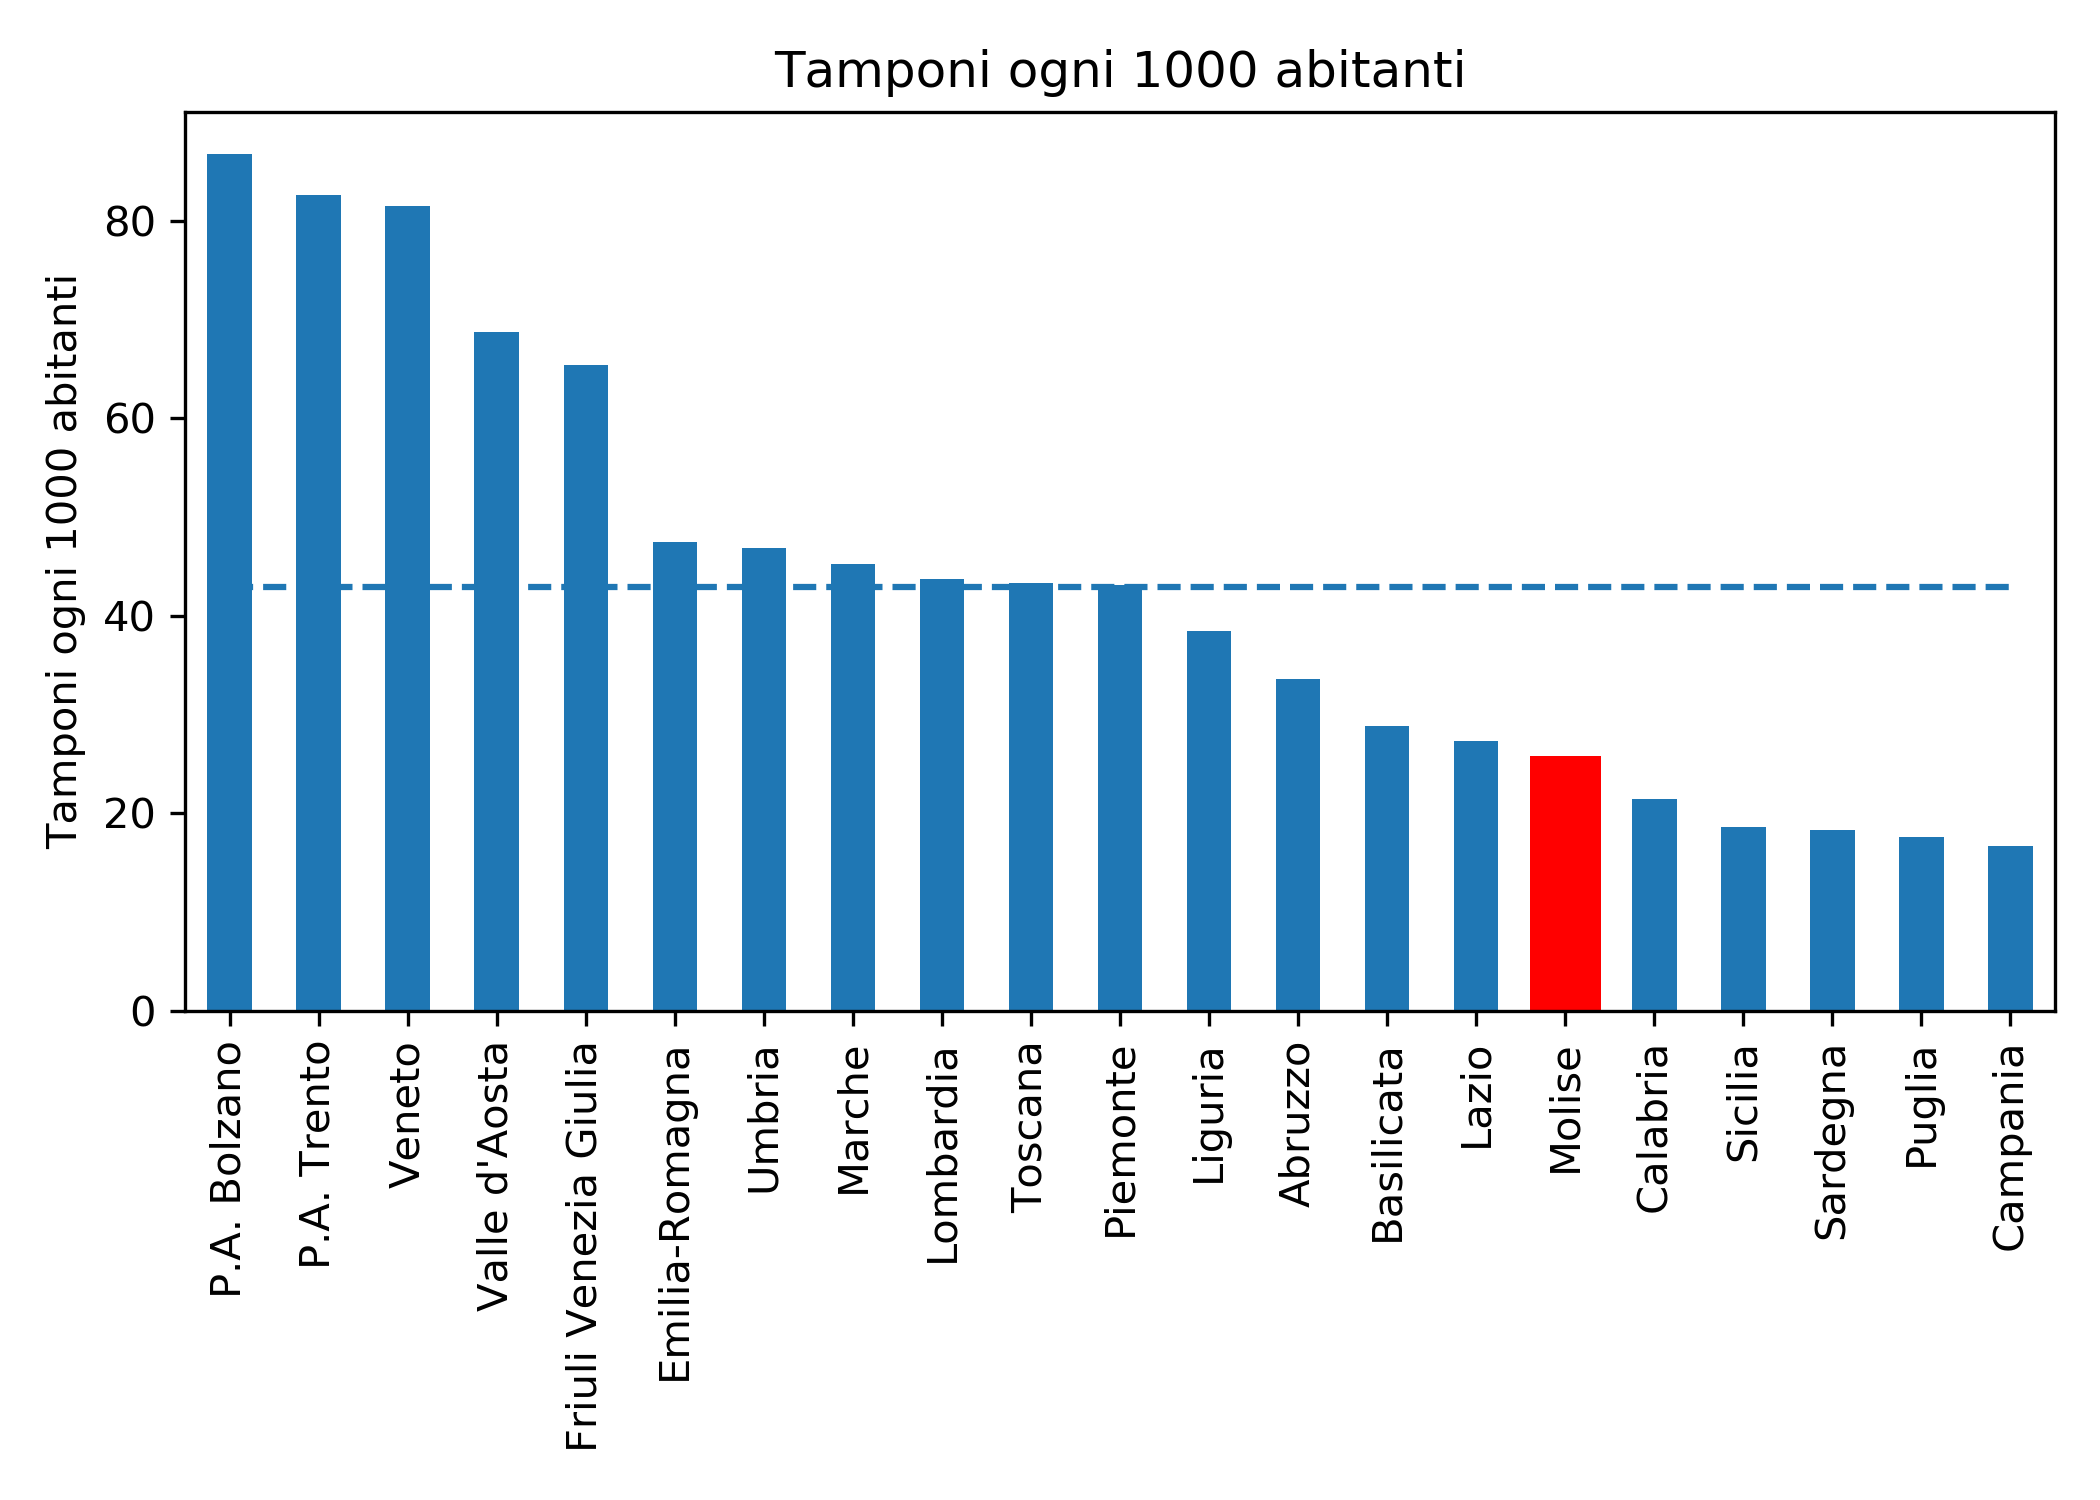 Tamponi ogni 1000 abitanti
Tamponi ogni 1000 abitanti
80
60
40
20
0
P.A. Bolzano
P.A. Trento
Veneto
Valle d'Aosta
Friuli Venezia Giulia
Emilia-Romagna
Umbria
Marche
Lombardia
Toscana
Piemonte
Liguria
Abruzzo
Basilicata
Lazio
Molise
Calabria
Sicilia
Sardegna
Puglia
Campania